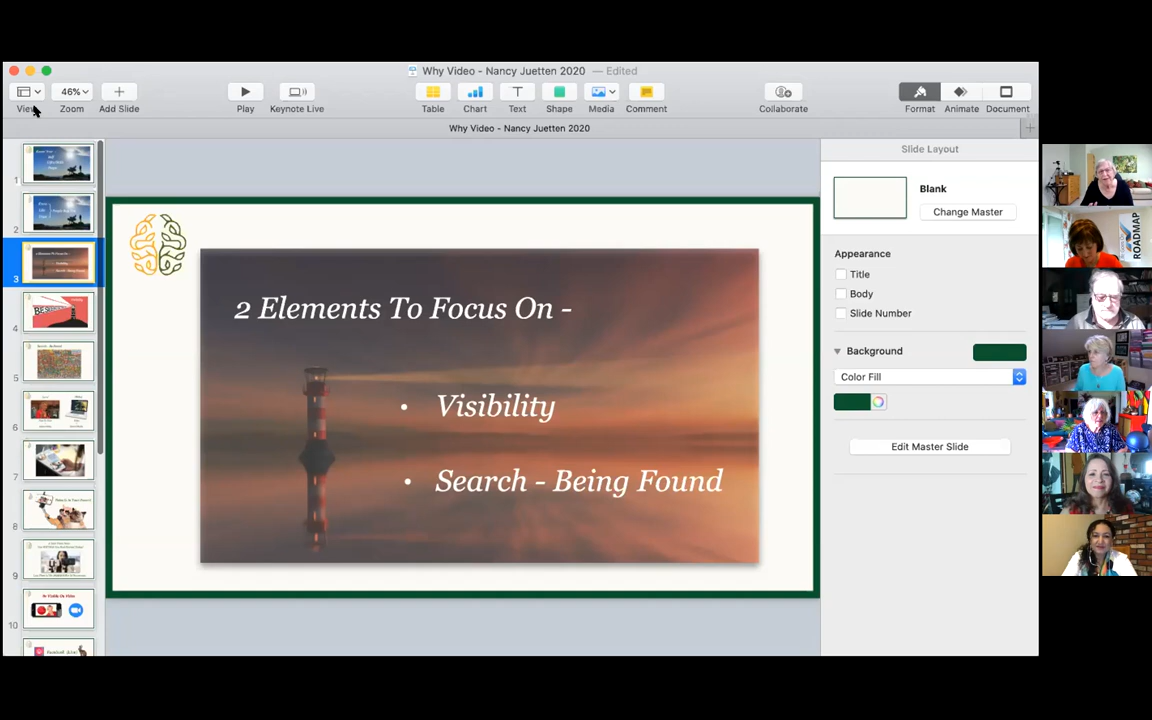 Why Video - Nancy Juetten 2020 — Edited
46%
View
Zoom
Add Slide
Play
Keynote Live
Table
Chart
Text
Shape
Media
Comment
Collaborate
Format
Animate
Document
Why Video - Nancy Juetten 2020
Slide Layout
1
2
3
4
5
6
7
8
9
10
2 Elements To Focus On -
• Visibility
• Search - Being Found
Blank
Change Master
Appearance
Title
Body
Slide Number
Background
Color Fill
Edit Master Slide
ROADMAP